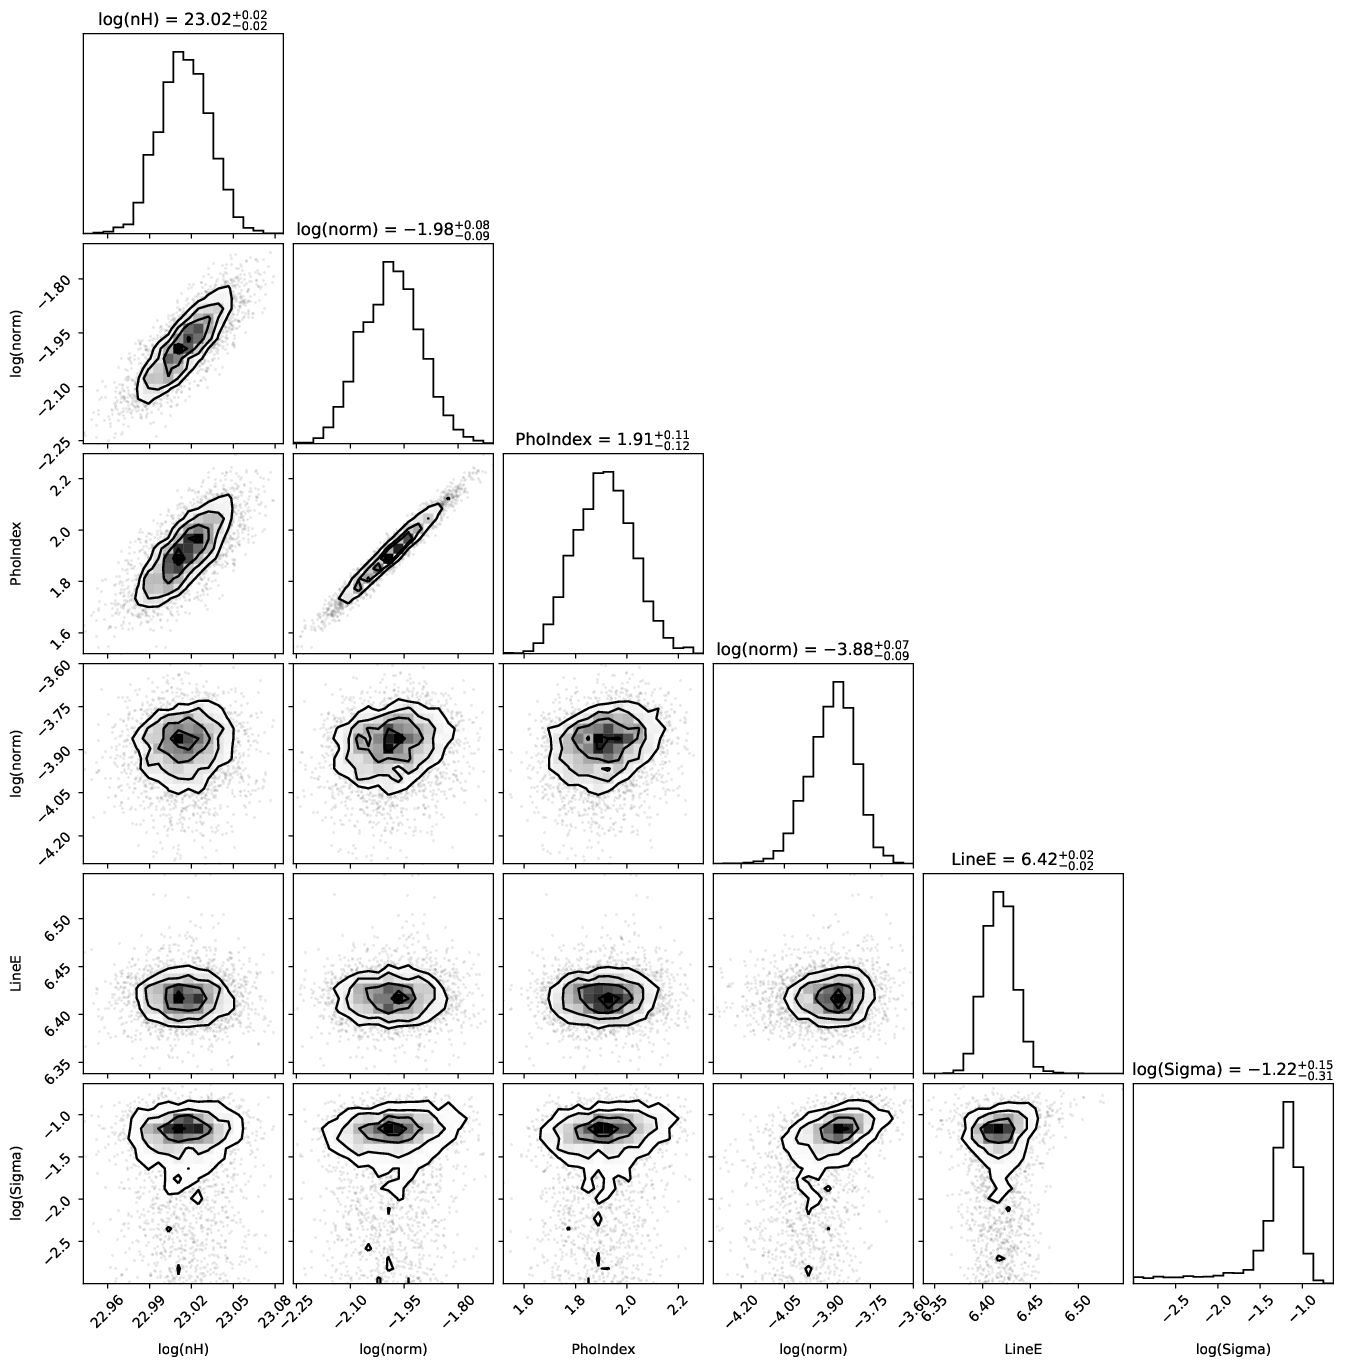 log(nH) = 23.02+0.02−0.02
log(norm) = −1.98+0.08−0.09
−1.80
−1.95
−2.10
−2.25
log(norm)
PhoIndex = 1.91+0.11−0.12
2.2
2.0
1.8
1.6
PhoIndex
log(norm) = −3.88+0.07−0.09
−3.60
−3.75
−3.90
−4.05
−4.20
log(norm)
LineE = 6.42+0.02−0.02
6.50
6.45
6.40
6.35
LineE
log(Sigma) = −1.22+0.15−0.31
−1.0
−1.5
−2.0
−2.5
log(Sigma)
22.96 22.99 23.02 23.05 23.08
−2.25 −2.10 −1.95 −1.80
1.6 1.8 2.0 2.2
−4.20 −4.05 −3.90 −3.75 −3.60
6.35 6.40 6.45 6.50
−2.5 −2.0 −1.5 −1.0
log(nH) log(norm) PhoIndex log(norm) LineE log(Sigma)